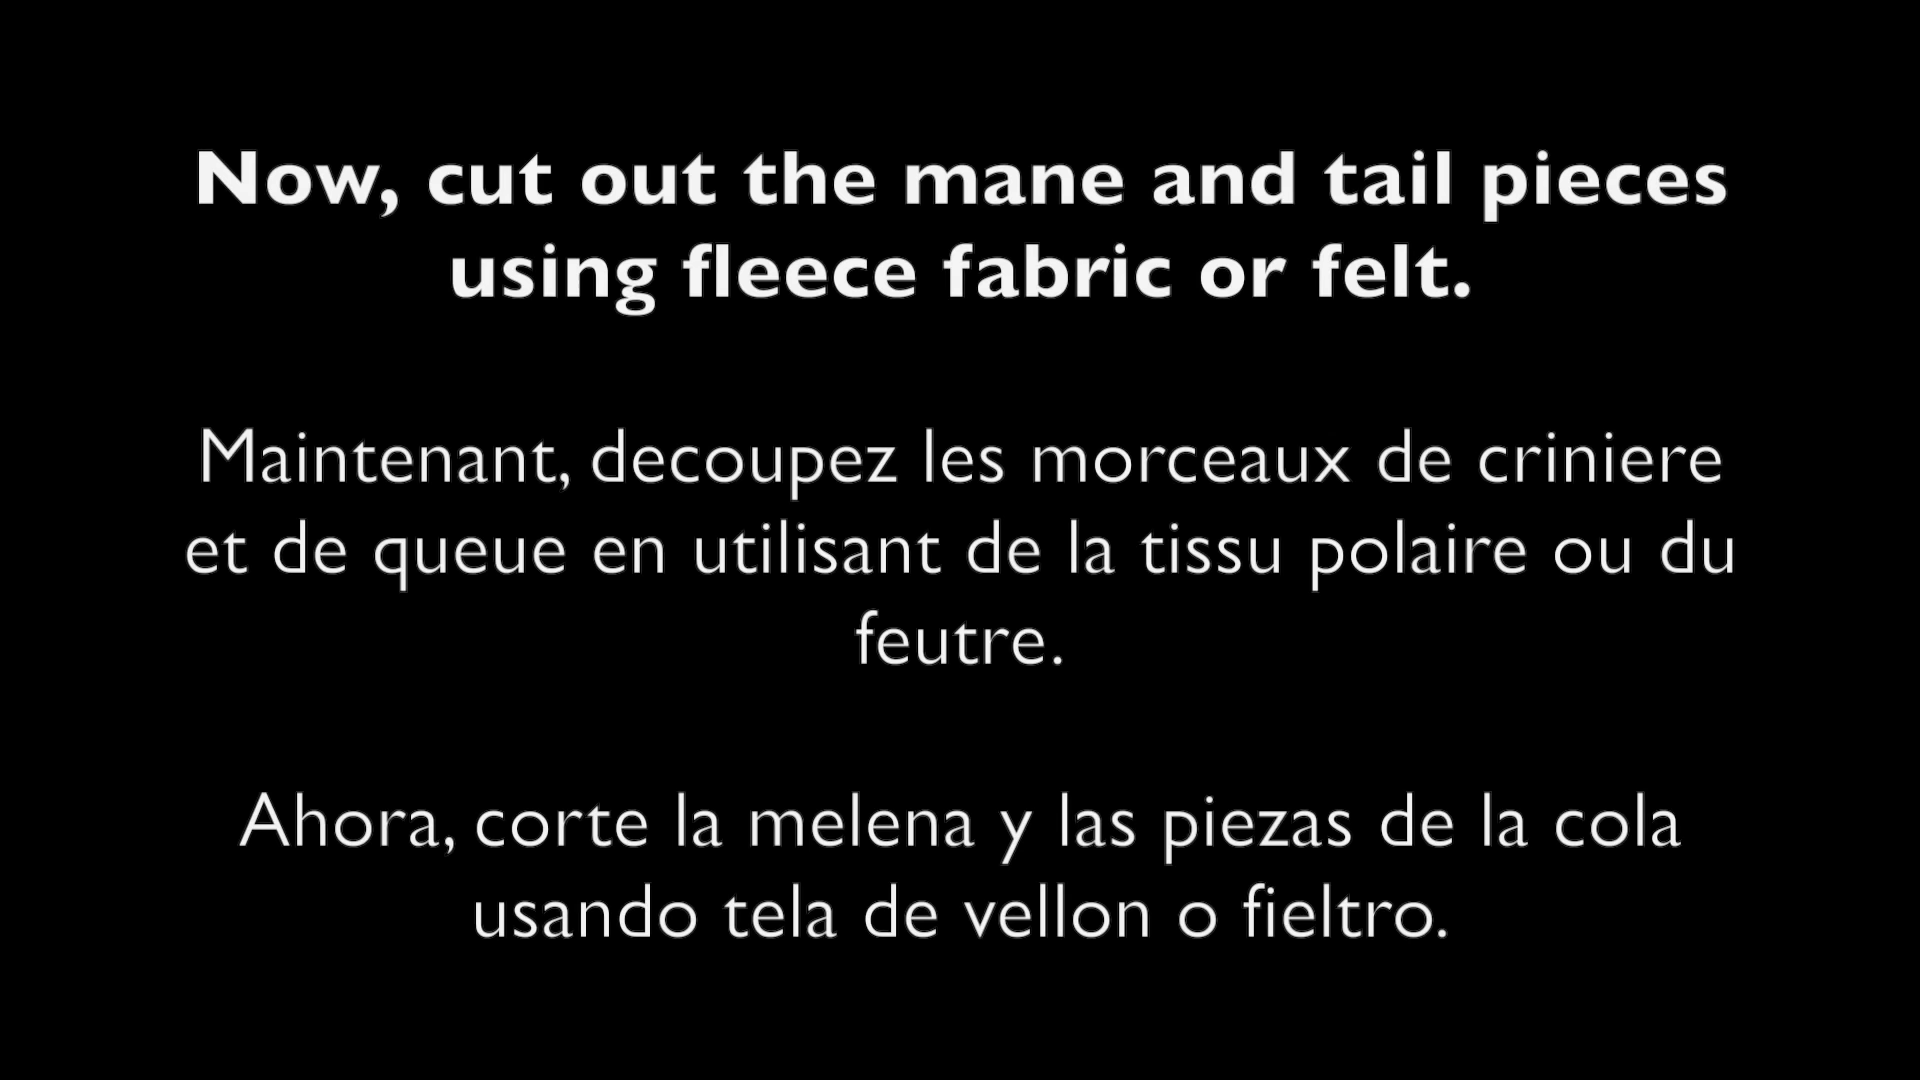 Now, cut out the mane and tail pieces
using fleece fabric or felt.
Maintenant, decoupez les morceaux de criniere
et de queue en utilisant de la tissu polaire ou du
feutre.
Ahora, corte la melena y las piezas de la cola
usando tela de vellon o fieltro.